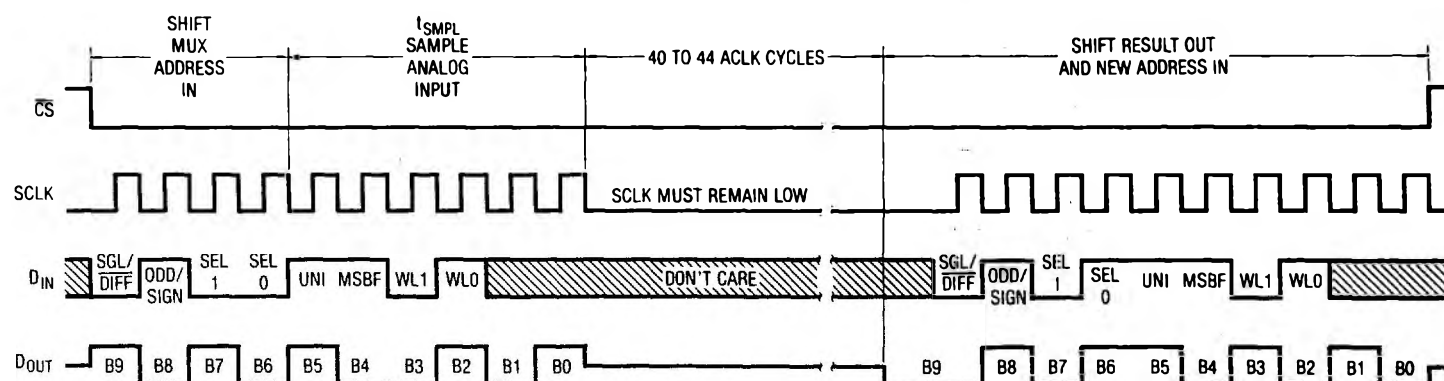 SHIFT MUX ADDRESS IN
tSMPL SAMPLE ANALOG INPUT
40 TO 44 ACLK CYCLES
SHIFT RESULT OUT AND NEW ADDRESS IN
CS
SCLK
SCLK MUST REMAIN LOW
DIN
SGL/DIFF ODD/SIGN SEL 1 SEL 0 UNI MSBF WL1 WL0
DON'T CARE
SGL/DIFF ODD/SIGN SEL 1 SEL 0 UNI MSBF WL1 WL0
DOUT
B9 B8 B7 B6 B5 B4 B3 B2 B1 B0
B9 B8 B7 B6 B5 B4 B3 B2 B1 B0